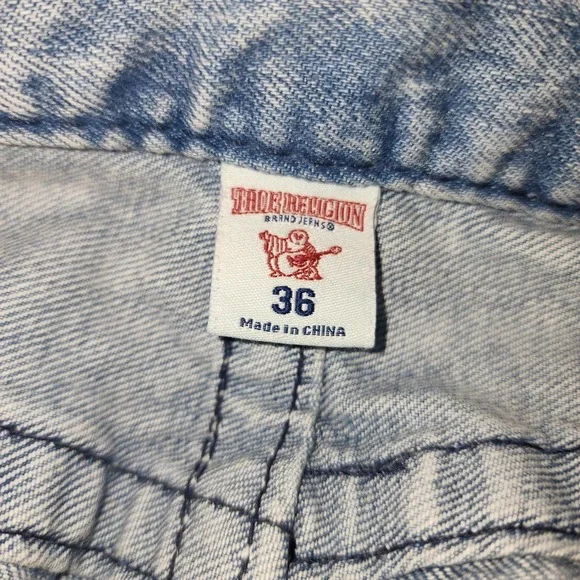 TRUE RELIGION
BRAND JEANS®
36
Made in CHINA